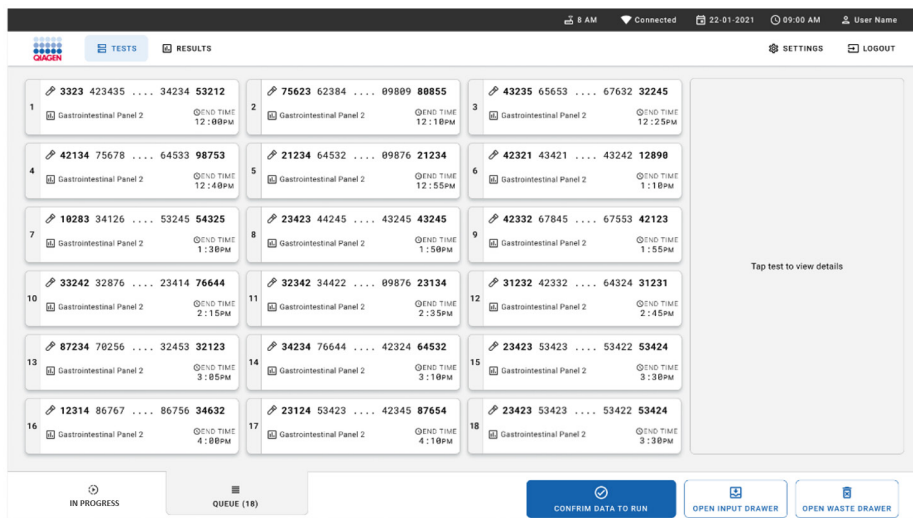 8 AM Connected 22-01-2021 09:00 AM User Name
QIAGEN TESTS RESULTS SETTINGS LOGOUT
1 3323 423435 .... 34234 53212
Gastrointestinal Panel 2 END TIME 12:00PM
2 75623 62384 .... 09809 80855
Gastrointestinal Panel 2 END TIME 12:10PM
3 43235 65653 .... 67632 32245
Gastrointestinal Panel 2 END TIME 12:25PM
4 42134 75678 .... 64533 98753
Gastrointestinal Panel 2 END TIME 12:40PM
5 21234 64532 .... 09876 21234
Gastrointestinal Panel 2 END TIME 12:55PM
6 42321 43421 .... 43242 12890
Gastrointestinal Panel 2 END TIME 1:10PM
7 10283 34126 .... 53245 54325
Gastrointestinal Panel 2 END TIME 1:30PM
8 23423 44245 .... 43245 43245
Gastrointestinal Panel 2 END TIME 1:50PM
9 42332 67845 .... 67553 42123
Gastrointestinal Panel 2 END TIME 1:55PM
10 33242 32876 .... 23414 76644
Gastrointestinal Panel 2 END TIME 2:15PM
11 32342 34422 .... 09876 23134
Gastrointestinal Panel 2 END TIME 2:35PM
12 31232 42332 .... 64324 31231
Gastrointestinal Panel 2 END TIME 2:45PM
13 87234 70256 .... 32453 32123
Gastrointestinal Panel 2 END TIME 3:05PM
14 34234 76644 .... 42324 64532
Gastrointestinal Panel 2 END TIME 3:10PM
15 23423 53423 .... 53422 53424
Gastrointestinal Panel 2 END TIME 3:30PM
16 12314 86767 .... 86756 34632
Gastrointestinal Panel 2 END TIME 4:00PM
17 23124 53423 .... 42345 87654
Gastrointestinal Panel 2 END TIME 4:10PM
18 23423 53423 .... 53422 53424
Gastrointestinal Panel 2 END TIME 3:30PM
Tap test to view details
IN PROGRESS QUEUE (18) CONFRIM DATA TO RUN OPEN INPUT DRAWER OPEN WASTE DRAWER